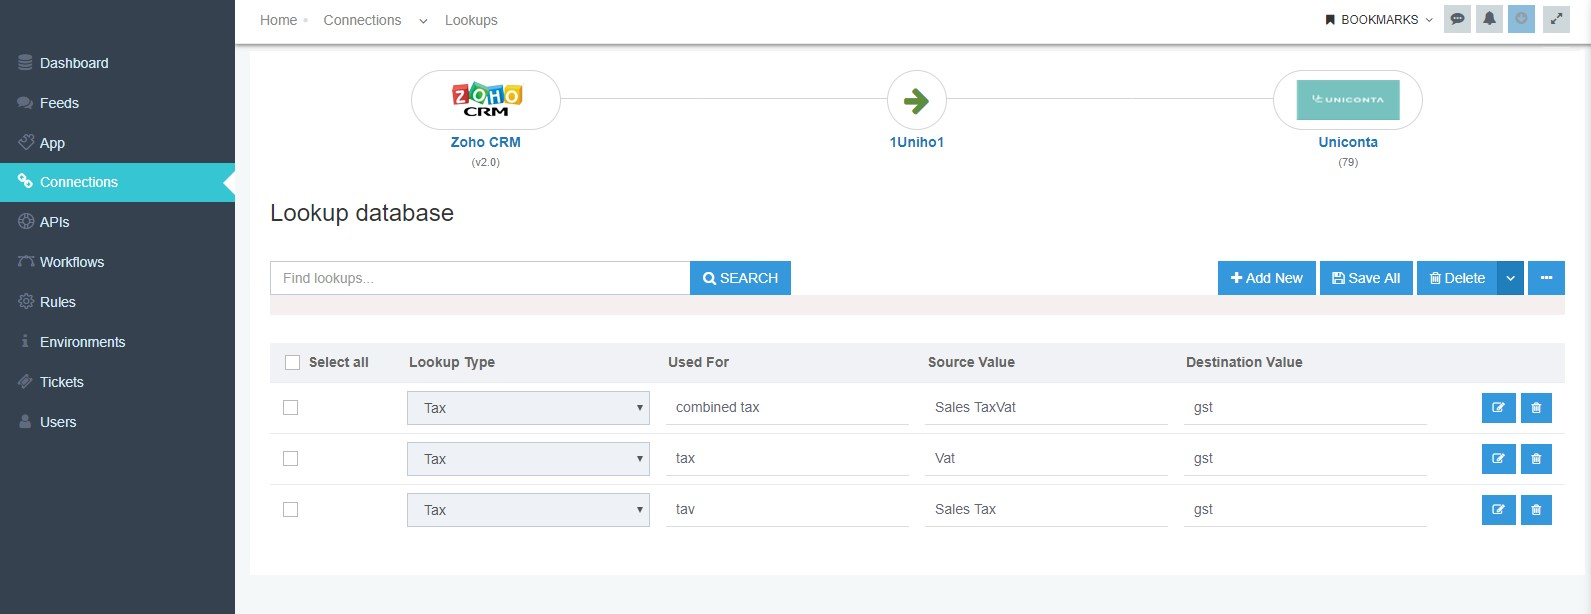 Home Connections Lookups
BOOKMARKS
Dashboard
Feeds
App
Connections
APIs
Workflows
Rules
Environments
Tickets
Users
ZOHO
CRM
UNICONTA
Zoho CRM
(v2.0)
1Uniho1
Uniconta
(79)
Lookup database
Find lookups...
SEARCH
Add New
Save All
Delete
Select all Lookup Type Used For Source Value Destination Value
Tax combined tax Sales TaxVat gst
Tax tax Vat gst
Tax tav Sales Tax gst